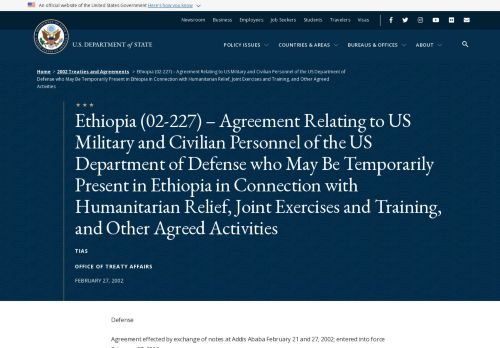 An official website of the United States Government Here's how you know
Newsroom Business Employers Job Seekers Students Travelers Visas
U.S. DEPARTMENT of STATE
POLICY ISSUES COUNTRIES & AREAS BUREAUS & OFFICES ABOUT
Home > 2002 Treaties and Agreements > Ethiopia (02-227) – Agreement Relating to US Military and Civilian Personnel of the US Department of
Defense who May Be Temporarily Present in Ethiopia in Connection with Humanitarian Relief, Joint Exercises and Training, and Other Agreed
Activities
Ethiopia (02-227) – Agreement Relating to US
Military and Civilian Personnel of the US
Department of Defense who May Be Temporarily
Present in Ethiopia in Connection with
Humanitarian Relief, Joint Exercises and Training,
and Other Agreed Activities
TIAS
OFFICE OF TREATY AFFAIRS
FEBRUARY 27, 2002
Defense
Agreement effected by exchange of notes at Addis Ababa February 21 and 27, 2002; entered into force